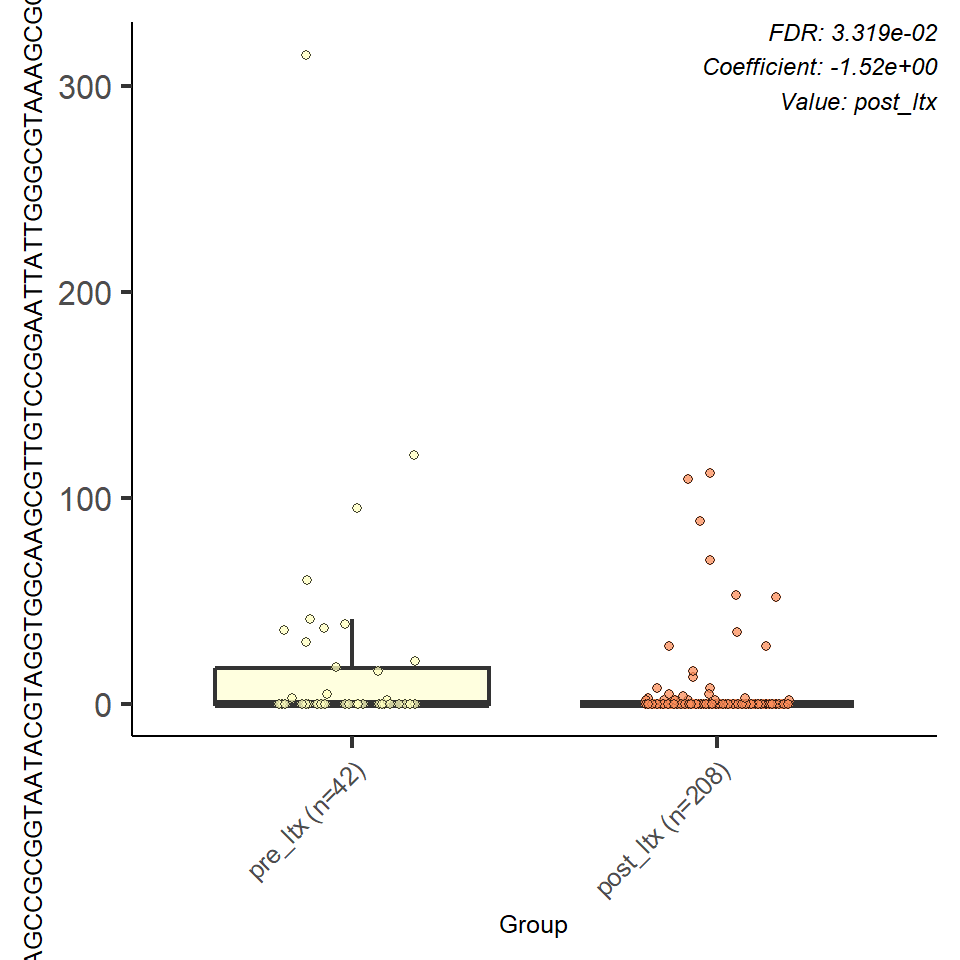 FDR: 3.319e-02
Coefficient: -1.52e+00
Value: post_ltx
300
200
100
0
AGCCGCGGTAATACGTAGGTGGCAAGCGTTGTCCGGAATTATTGGGCGTAAAGCGC
pre_ltx (n=42)
post_ltx (n=208)
Group